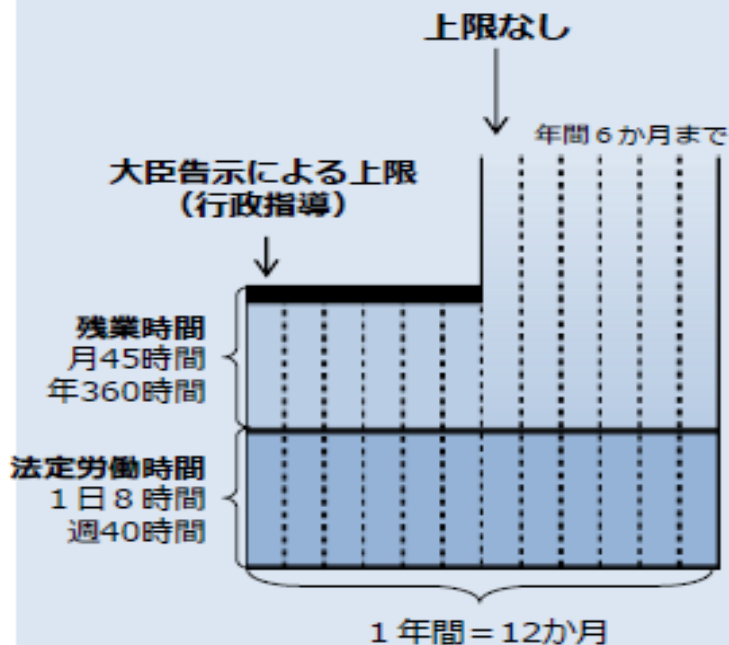 上限なし
年間６か月まで
大臣告示による上限
（行政指導）
残業時間
月45時間
年360時間
法定労働時間
１日８時間
週40時間
１年間＝12か月